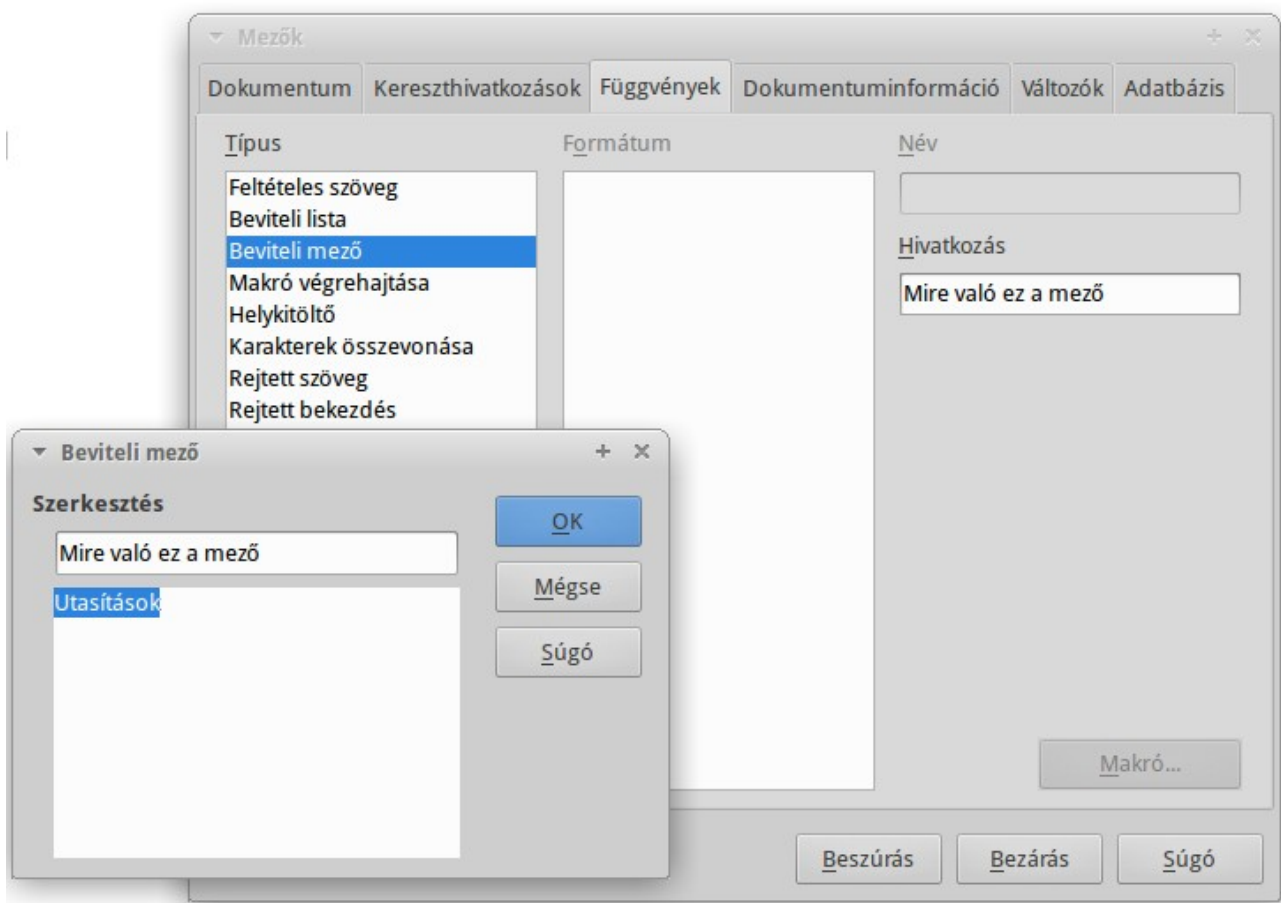 Mezők
Dokumentum Kereszthivatkozások Függvények Dokumentuminformáció Változók Adatbázis
Típus Formátum Név
Feltételes szöveg
Beviteli lista
Beviteli mező
Makró végrehajtása
Helykitöltő
Karakterek összevonása
Rejtett szöveg
Rejtett bekezdés
Hivatkozás
Mire való ez a mező
Makró...
Beszúrás Bezárás Súgó
Beviteli mező
Szerkesztés
Mire való ez a mező
Utasítások
OK
Mégse
Súgó